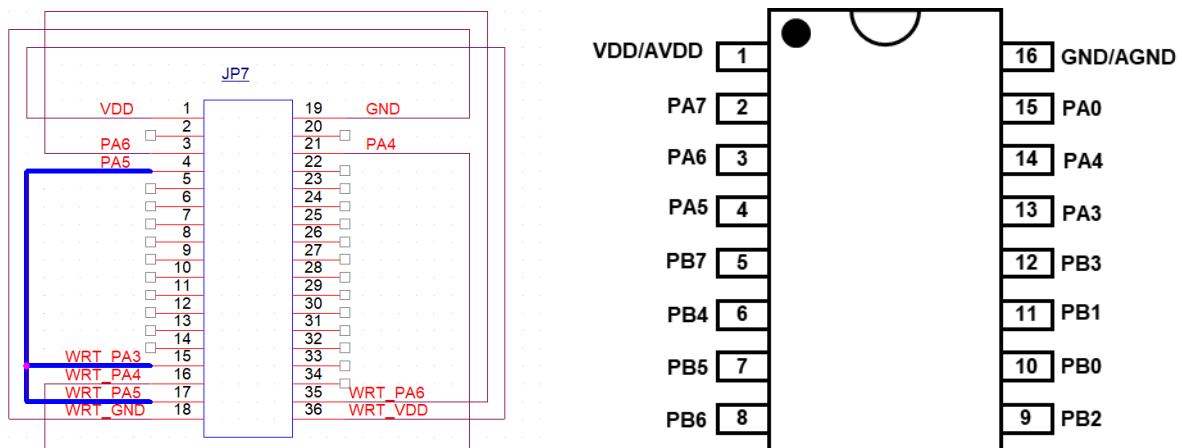 JP7
VDD 1 19 GND
2 20
PA6 3 21 PA4
PA5 4 22
5 23
6 24
7 25
8 26
9 27
10 28
11 29
12 30
13 31
14 32
WRT_PA3 15 33
WRT_PA4 16 34
WRT_PA5 17 35 WRT_PA6
WRT_GND 18 36 WRT_VDD
VDD/AVDD 1 16 GND/AGND
PA7 2 15 PA0
PA6 3 14 PA4
PA5 4 13 PA3
PB7 5 12 PB3
PB4 6 11 PB1
PB5 7 10 PB0
PB6 8 9 PB2